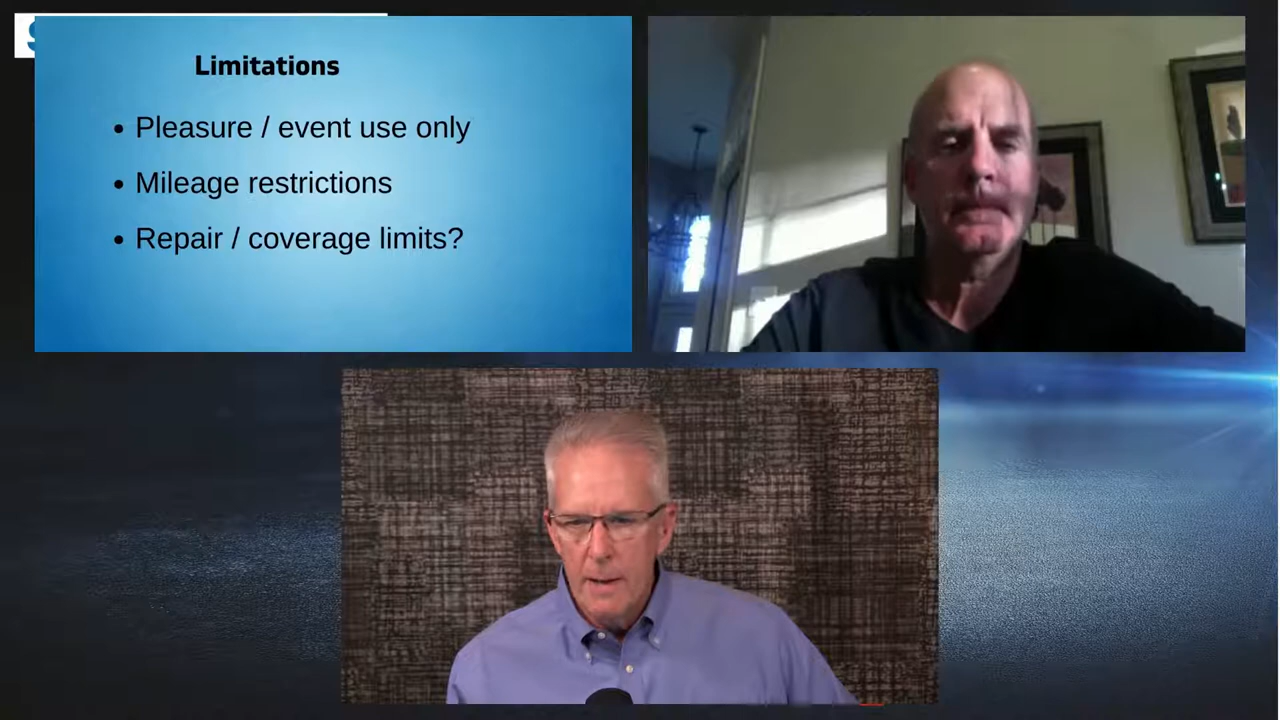 Limitations
• Pleasure / event use only
• Mileage restrictions
• Repair / coverage limits?